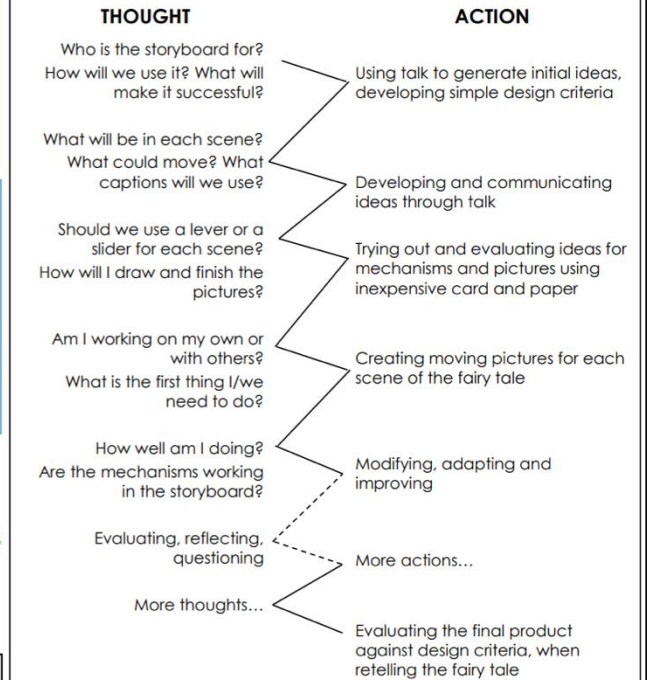 THOUGHT
ACTION
Who is the storyboard for?
How will we use it? What will
make it successful?
Using talk to generate initial ideas,
developing simple design criteria
What will be in each scene?
What could move? What
captions will we use?
Developing and communicating
ideas through talk
Should we use a lever or a
slider for each scene?
How will I draw and finish the
pictures?
Trying out and evaluating ideas for
mechanisms and pictures using
inexpensive card and paper
Am I working on my own or
with others?
What is the first thing I/we
need to do?
Creating moving pictures for each
scene of the fairy tale
How well am I doing?
Are the mechanisms working
in the storyboard?
Modifying, adapting and
improving
Evaluating, reflecting,
questioning
More actions…
More thoughts…
Evaluating the final product
against design criteria, when
retelling the fairy tale